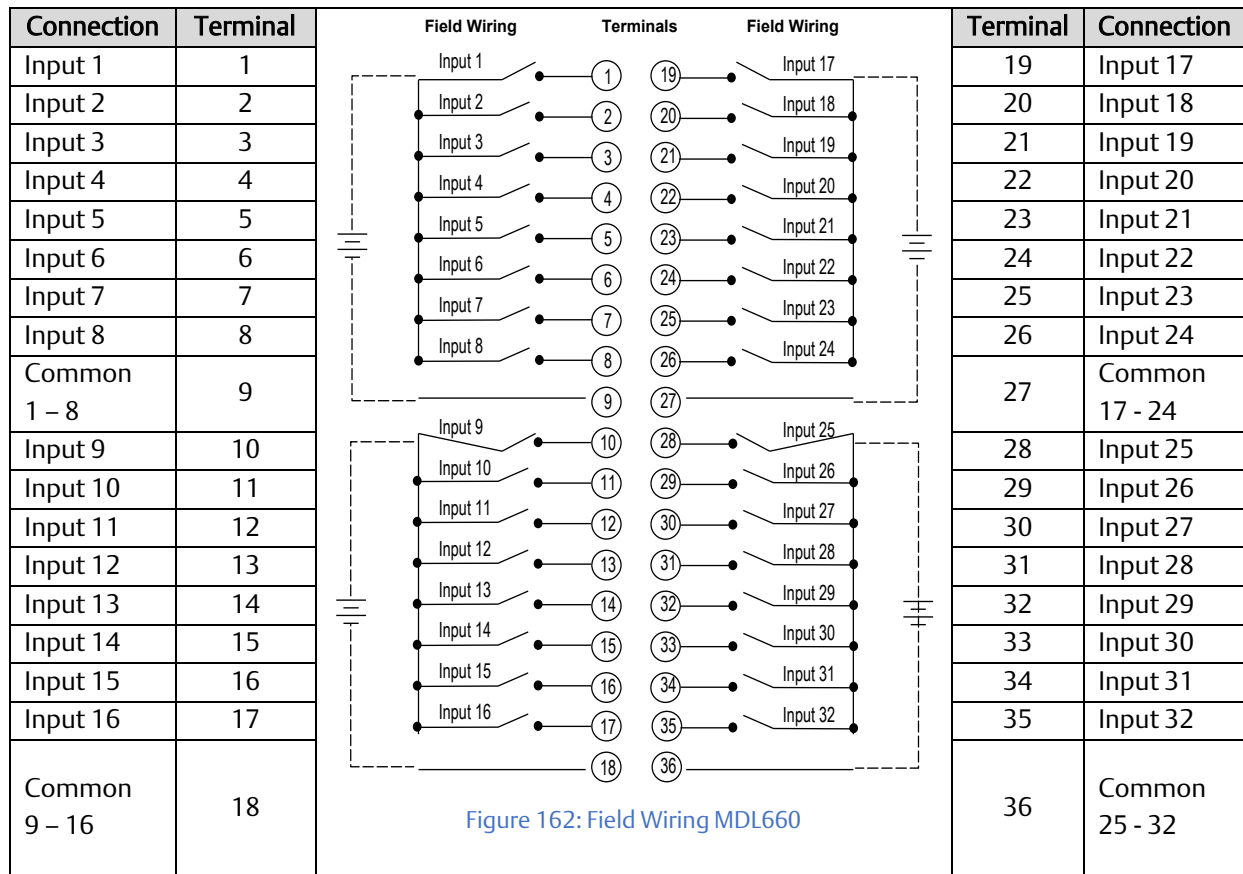 Connection Terminal Field Wiring Terminals Field Wiring Terminal Connection
Input 1 1 Input 1 1 19 Input 17 19 Input 17
Input 2 2 Input 2 2 20 Input 18 20 Input 18
Input 3 3 Input 3 3 21 Input 19 21 Input 19
Input 4 4 Input 4 4 22 Input 20 22 Input 20
Input 5 5 Input 5 5 23 Input 21 23 Input 21
Input 6 6 Input 6 6 24 Input 22 24 Input 22
Input 7 7 Input 7 7 25 Input 23 25 Input 23
Input 8 8 Input 8 8 26 Input 24 26 Input 24
Common
1 – 8 9 9 27 27 Common
17 - 24
Input 9 10 Input 9 10 28 Input 25 28 Input 25
Input 10 11 Input 10 11 29 Input 26 29 Input 26
Input 11 12 Input 11 12 30 Input 27 30 Input 27
Input 12 13 Input 12 13 31 Input 28 31 Input 28
Input 13 14 Input 13 14 32 Input 29 32 Input 29
Input 14 15 Input 14 15 33 Input 30 33 Input 30
Input 15 16 Input 15 16 34 Input 31 34 Input 31
Input 16 17 Input 16 17 35 Input 32 35 Input 32
Common
9 – 16 18 18 36 36 Common
25 - 32
Figure 162: Field Wiring MDL660